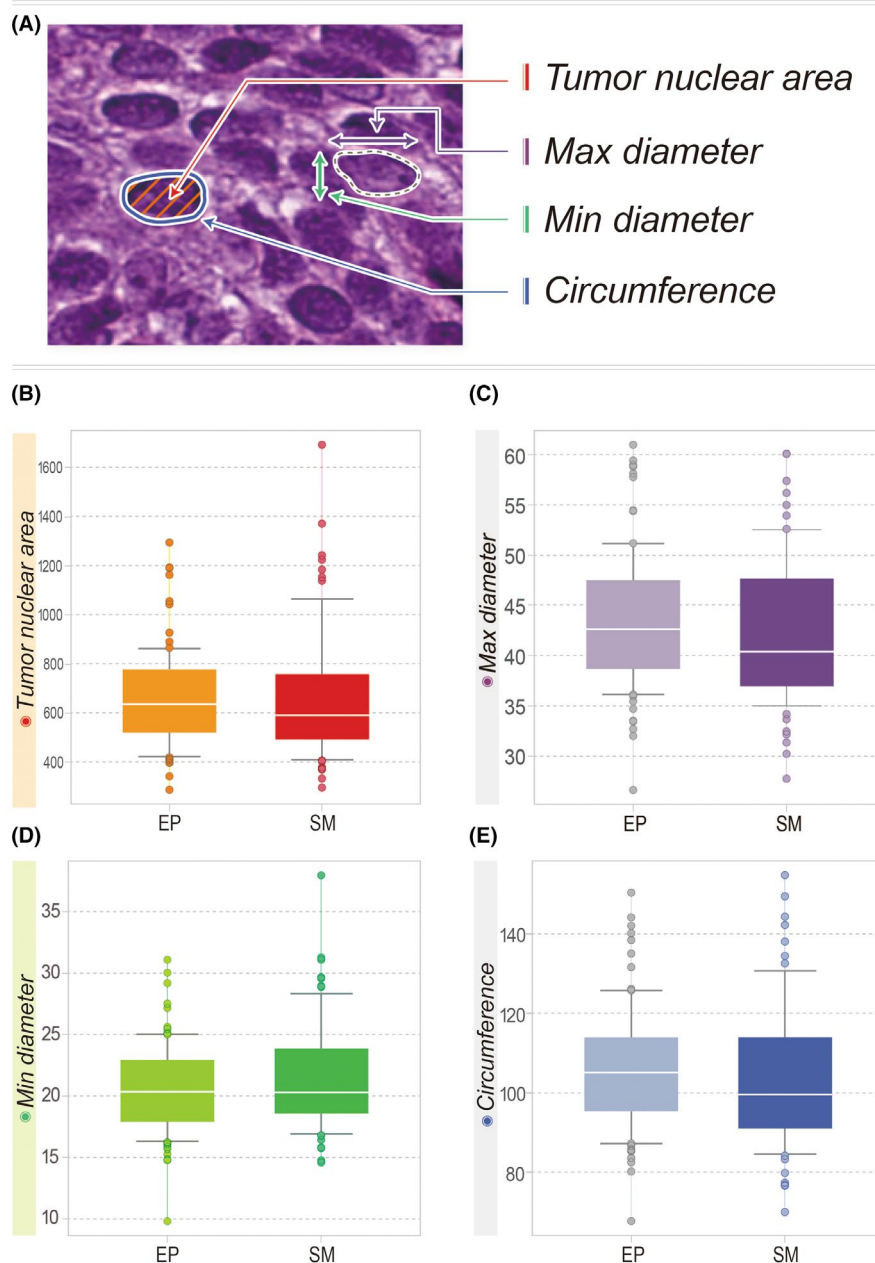 (A)
Tumor nuclear area
Max diameter
Min diameter
Circumference
(B)
Tumor nuclear area
1600
1400
1200
1000
800
600
400
EP SM
(C)
Max diameter
60
55
50
45
40
35
30
EP SM
(D)
Min diameter
35
30
25
20
15
10
EP SM
(E)
Circumference
140
120
100
80
EP SM